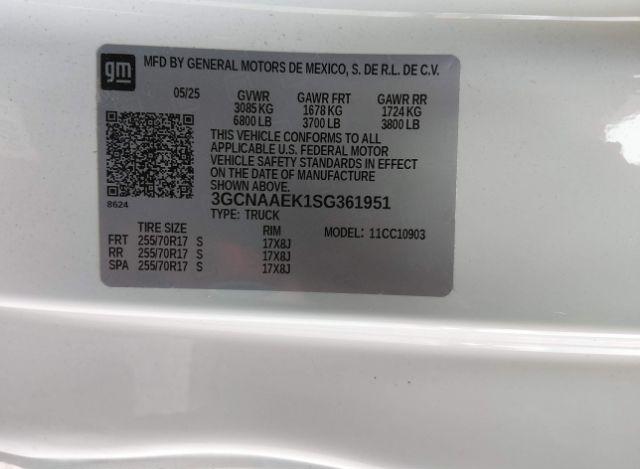 gm
MFD BY GENERAL MOTORS DE MEXICO, S. DE R.L. DE C.V.
05/25 GVWR GAWR FRT GAWR RR
3085 KG 1678 KG 1724 KG
6800 LB 3700 LB 3800 LB
THIS VEHICLE CONFORMS TO ALL
APPLICABLE U.S. FEDERAL MOTOR
VEHICLE SAFETY STANDARDS IN EFFECT
ON THE DATE OF MANUFACTURE
SHOWN ABOVE.
8624
3GCNAAEK1SG361951
TYPE: TRUCK
TIRE SIZE RIM MODEL: 11CC10903
FRT 255/70R17 S 17X8J
RR 255/70R17 S 17X8J
SPA 255/70R17 S 17X8J